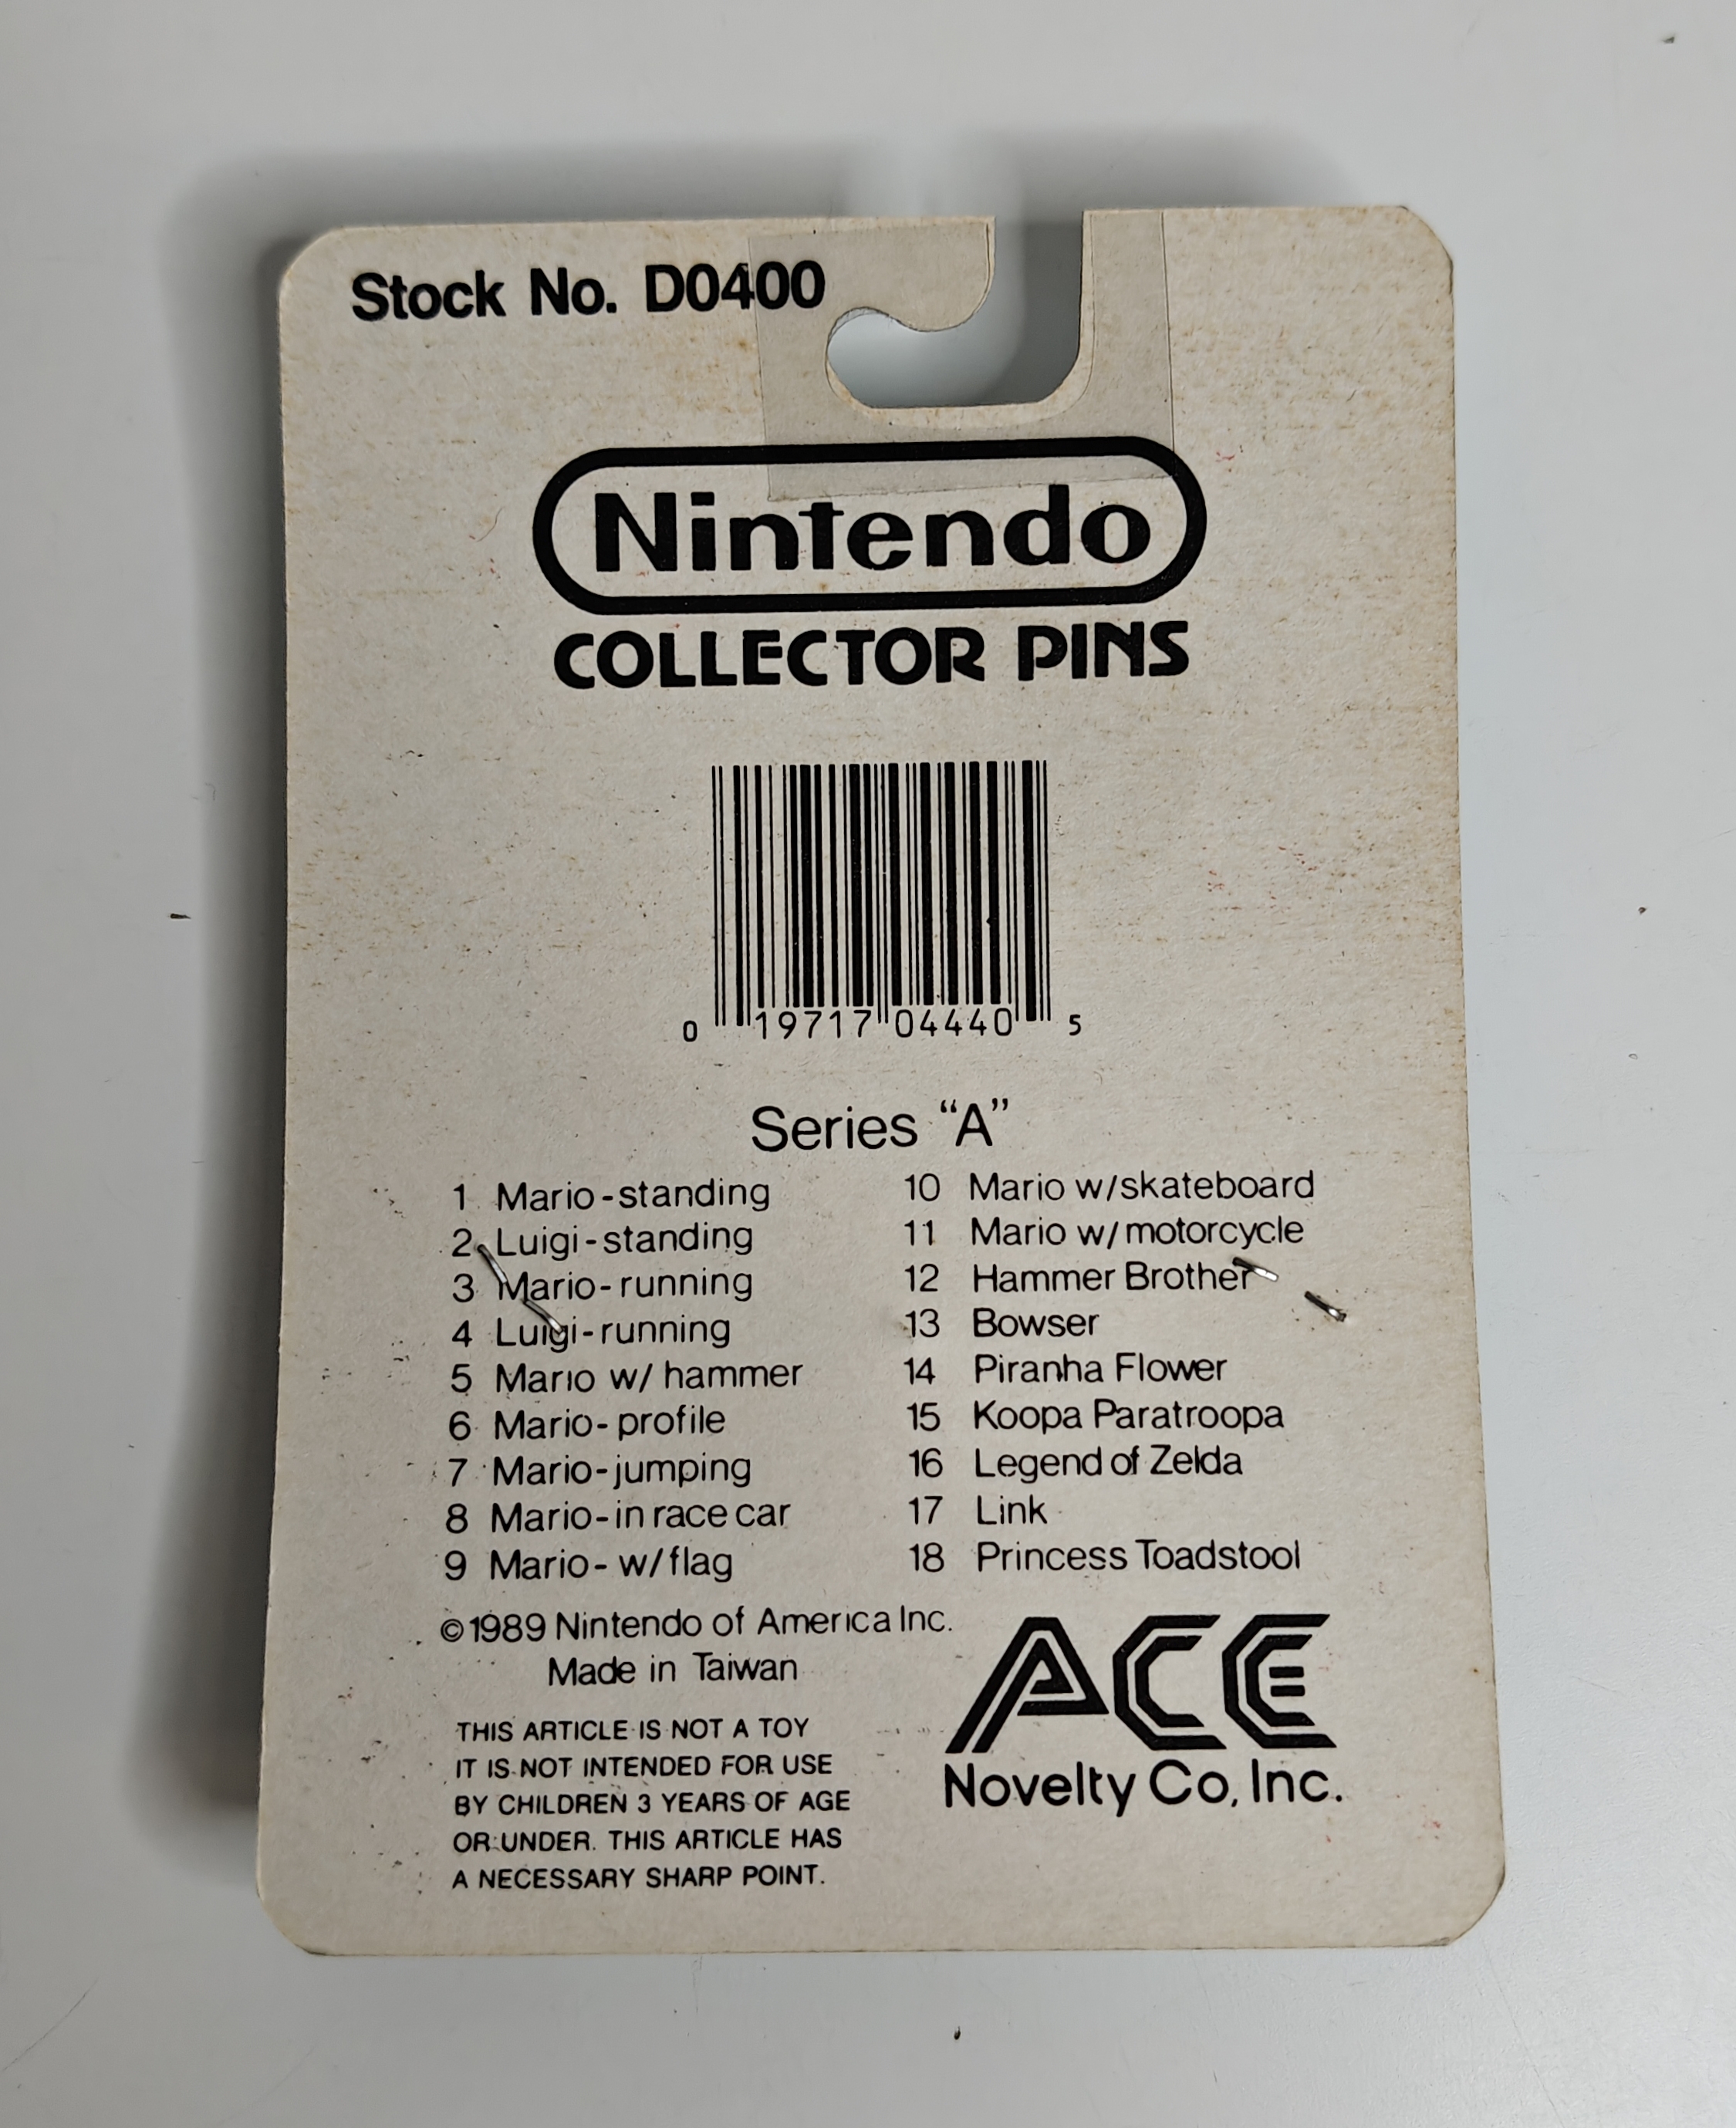 Stock No. D0400
Nintendo
COLLECTOR PINS
0 19717 04440 5
Series “A”
1 Mario-standing
2 Luigi-standing
3 Mario-running
4 Luigi-running
5 Mario w/ hammer
6 Mario-profile
7 Mario-jumping
8 Mario-in race car
9 Mario- w/flag
10 Mario w/skateboard
11 Mario w/motorcycle
12 Hammer Brother
13 Bowser
14 Piranha Flower
15 Koopa Paratroopa
16 Legend of Zelda
17 Link
18 Princess Toadstool
©1989 Nintendo of America Inc.
Made in Taiwan
THIS ARTICLE IS NOT A TOY
IT IS NOT INTENDED FOR USE
BY CHILDREN 3 YEARS OF AGE
OR UNDER. THIS ARTICLE HAS
A NECESSARY SHARP POINT.
ACE
Novelty Co, Inc.